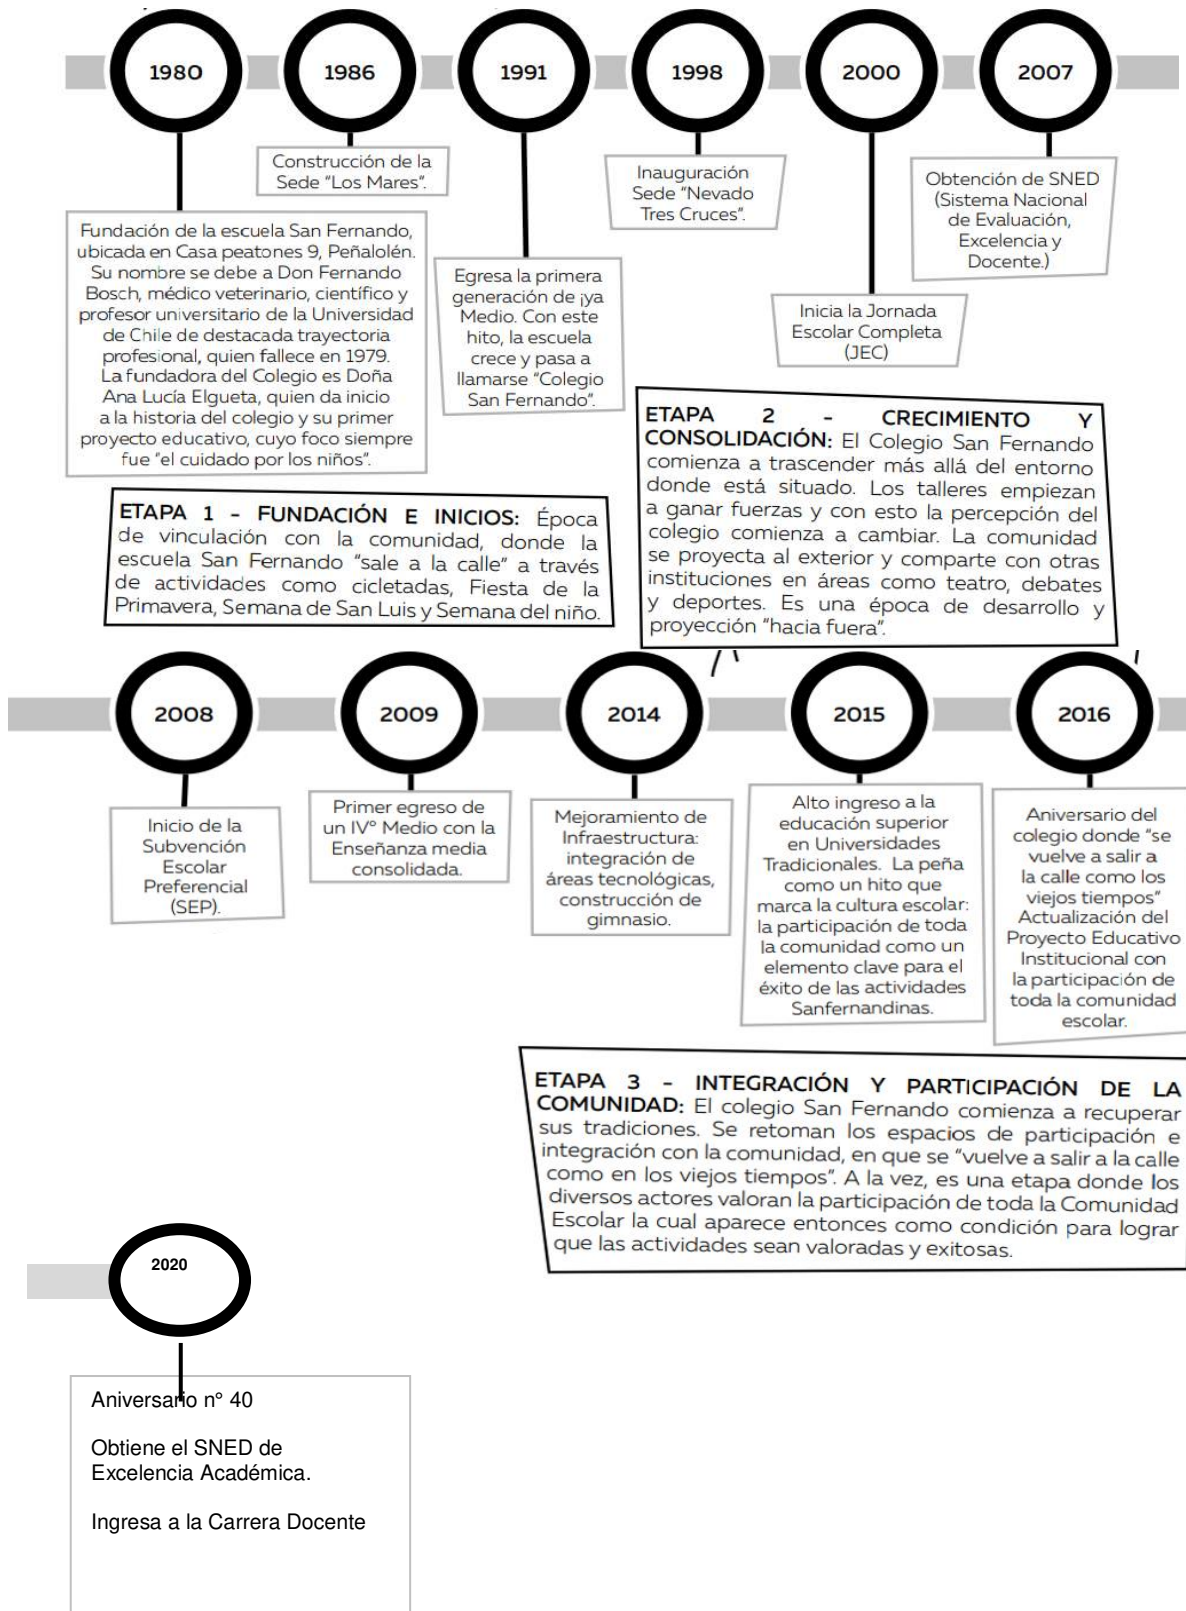 1980
1986
1991
1998
2000
2007
Construcción de la
Sede “Los Mares”.
Fundación de la escuela San Fernando,
ubicada en Casa peatones 9, Peñalolén.
Su nombre se debe a Don Fernando
Bosch, médico veterinario, científico y
profesor universitario de la Universidad
de Chile de destacada trayectoria
profesional, quien fallece en 1979.
La fundadora del Colegio es Doña
Ana Lucía Elgueta, quien da inicio
a la historia del colegio y su primer
proyecto educativo, cuyo foco siempre
fue “el cuidado por los niños”.
Egresa la primera
generación de ¡ya
Medio. Con este
hito, la escuela
crece y pasa a
llamarse “Colegio
San Fernando”.
Inauguración
Sede “Nevado
Tres Cruces”.
Inicia la Jornada
Escolar Completa
(JEC)
Obtención de SNED
(Sistema Nacional
de Evaluación,
Excelencia y
Docente.)
ETAPA 1 - FUNDACIÓN E INICIOS: Época
de vinculación con la comunidad, donde la
escuela San Fernando “sale a la calle” a través
de actividades como cicletadas, Fiesta de la
Primavera, Semana de San Luis y Semana del niño.
ETAPA 2 - CRECIMIENTO Y
CONSOLIDACIÓN: El Colegio San Fernando
comienza a trascender más allá del entorno
donde está situado. Los talleres empiezan
a ganar fuerzas y con esto la percepción del
colegio comienza a cambiar. La comunidad
se proyecta al exterior y comparte con otras
instituciones en áreas como teatro, debates
y deportes. Es una época de desarrollo y
proyección “hacia fuera”.
2008
2009
2014
2015
2016
Inicio de la
Subvención
Escolar
Preferencial
(SEP).
Primer egreso de
un IVº Medio con la
Enseñanza media
consolidada.
Mejoramiento de
Infraestructura:
integración de
áreas tecnológicas,
construcción de
gimnasio.
Alto ingreso a la
educación superior
en Universidades
Tradicionales. La peña
como un hito que
marca la cultura escolar:
la participación de toda
la comunidad como un
elemento clave para el
éxito de las actividades
Sanfernandinas.
Aniversario del
colegio donde “se
vuelve a salir a
la calle como los
viejos tiempos”
Actualización del
Proyecto Educativo
Institucional con
la participación de
toda la comunidad
escolar.
ETAPA 3 - INTEGRACIÓN Y PARTICIPACIÓN DE LA
COMUNIDAD: El colegio San Fernando comienza a recuperar
sus tradiciones. Se retoman los espacios de participación e
integración con la comunidad, en que se “vuelve a salir a la calle
como en los viejos tiempos”. A la vez, es una etapa donde los
diversos actores valoran la participación de toda la Comunidad
Escolar la cual aparece entonces como condición para lograr
que las actividades sean valoradas y exitosas.
2020
Aniversario n° 40
Obtiene el SNED de
Excelencia Académica.
Ingresa a la Carrera Docente